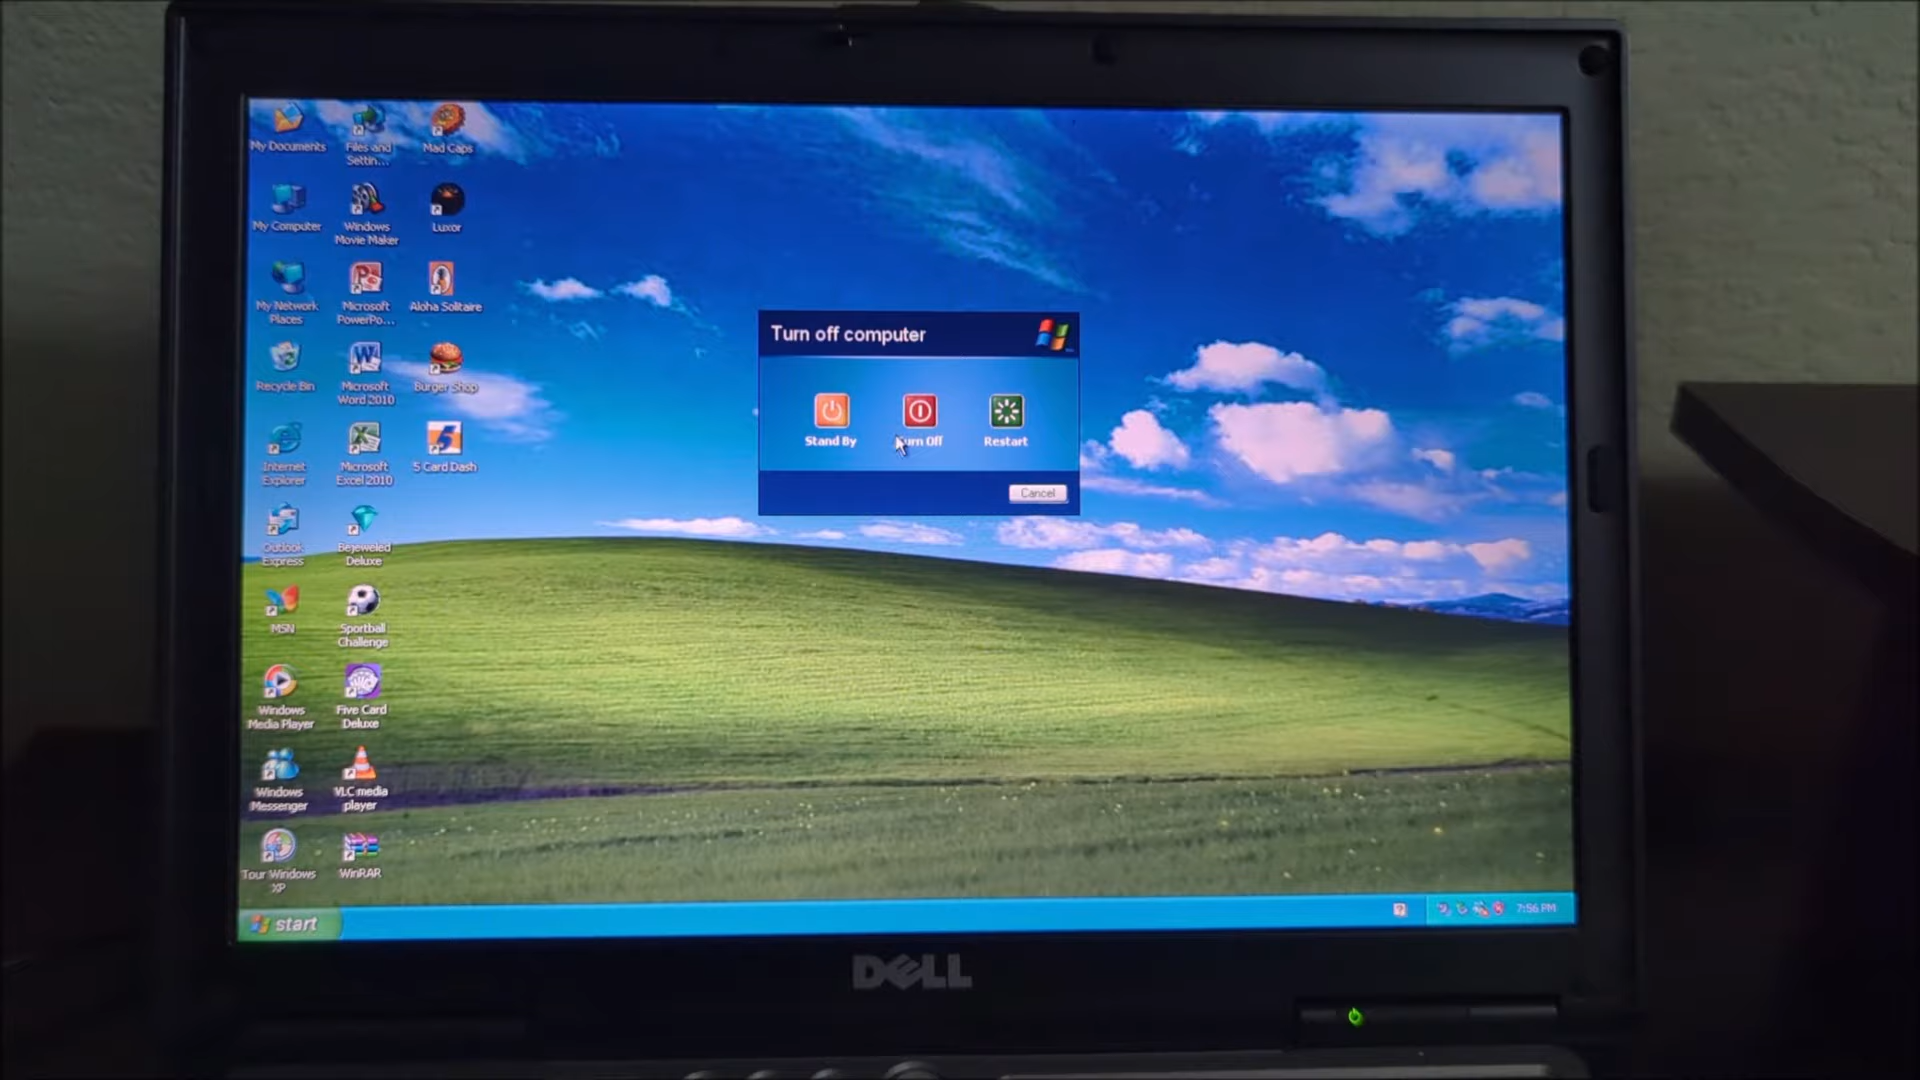 My Documents
Files and
Settin...
Mad Caps
My Computer
Windows
Movie Maker
Luxor
My Network
Places
Microsoft
PowerPo...
Aloha Solitaire
Recycle Bin
Microsoft
Word 2010
Burger Shop
Internet
Explorer
Microsoft
Excel 2010
5 Card Dash
Outlook
Express
Bejeweled
Deluxe
MSN
Sportball
Challenge
Windows
Media Player
Five Card
Deluxe
Windows
Messenger
VLC media
player
Tour Windows
XP
WinRAR
Turn off computer
Stand By
Turn Off
Restart
Cancel
start
7:56 PM
DELL